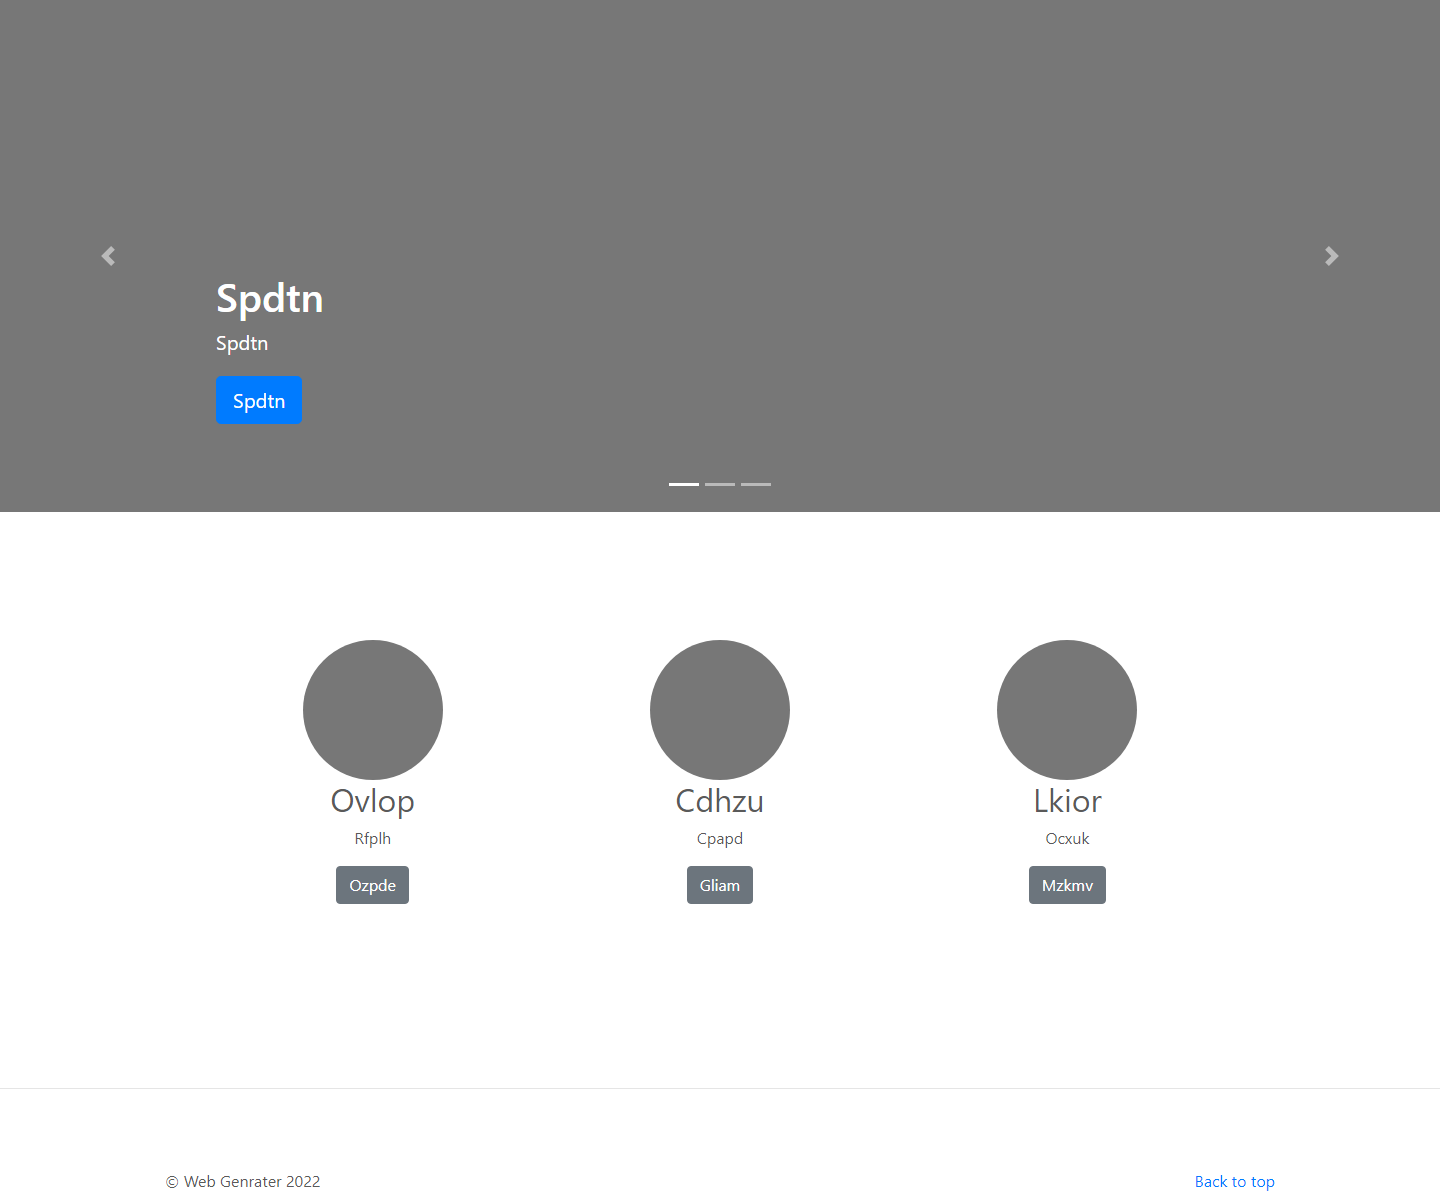 Spdtn
Spdtn
Spdtn
Ovlop
Cdhzu
Lkior
Rfplh
Cpapd
Ocxuk
Ozpde
Gliam
Mzkmv
© Web Genrater 2022
Back to top